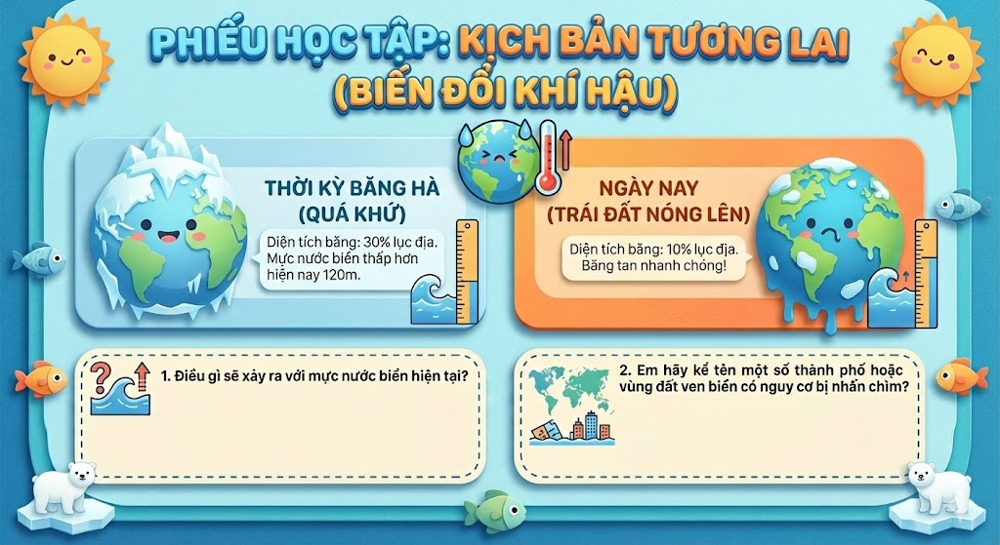 PHIẾU HỌC TẬP: KỊCH BẢN TƯƠNG LAI
(BIẾN ĐỔI KHÍ HẬU)
THỜI KỲ BĂNG HÀ
(QUÁ KHỨ)
Diện tích băng: 30% lục địa.
Mực nước biển thấp hơn
hiện nay 120m.
NGÀY NAY
(TRÁI ĐẤT NÓNG LÊN)
Diện tích băng: 10% lục địa.
Băng tan nhanh chóng!
1. Điều gì sẽ xảy ra với mực nước biển hiện tại?
2. Em hãy kể tên một số thành phố hoặc
vùng đất ven biển có nguy cơ bị nhấn chìm?